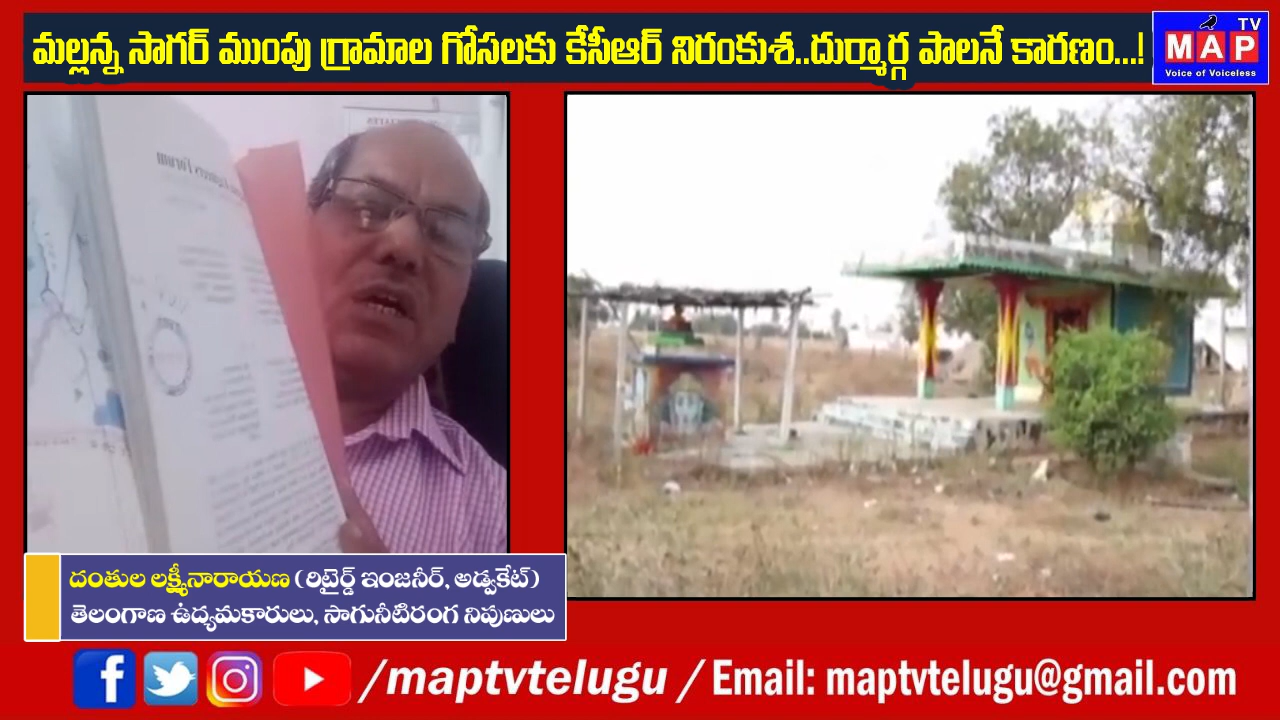 మల్లన్న సాగర్ ముంపు గ్రామాల గోసలకు కేసీఆర్ నిరంకుశ..దుర్మార్గ పాలనే కారణం...!
TV
MAP
Voice of Voiceless
దంతుల లక్ష్మీనారాయణ (రిటైర్డ్ ఇంజనీర్, అడ్వకేట్)
తెలంగాణ ఉద్యమకారులు, సాగునీటిరంగ నిపుణులు
/maptvtelugu / Email: maptvtelugu@gmail.com